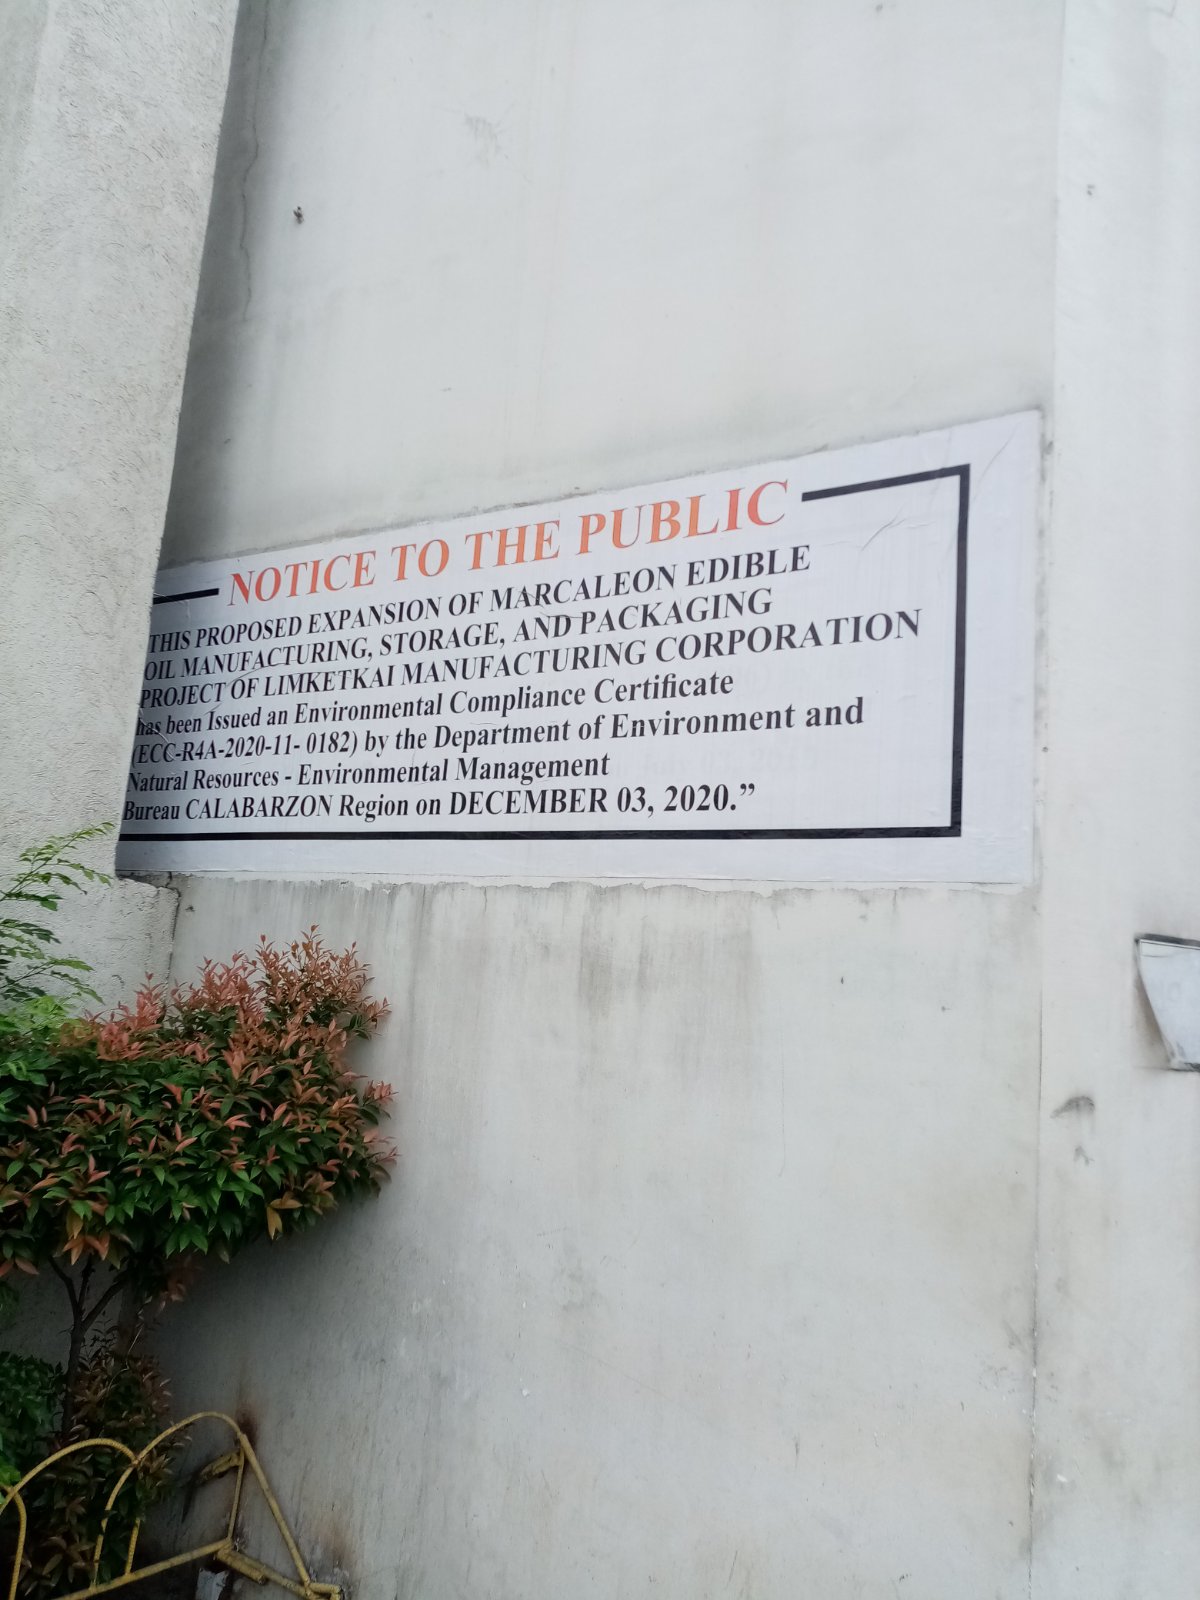 NOTICE TO THE PUBLIC
THIS PROPOSED EXPANSION OF MARCALEON EDIBLE
OIL MANUFACTURING, STORAGE, AND PACKAGING
PROJECT OF LIMKETKAI MANUFACTURING CORPORATION
has been Issued an Environmental Compliance Certificate
(ECC-R4A-2020-11- 0182) by the Department of Environment and
Natural Resources - Environmental Management
Bureau CALABARZON Region on DECEMBER 03, 2020.”